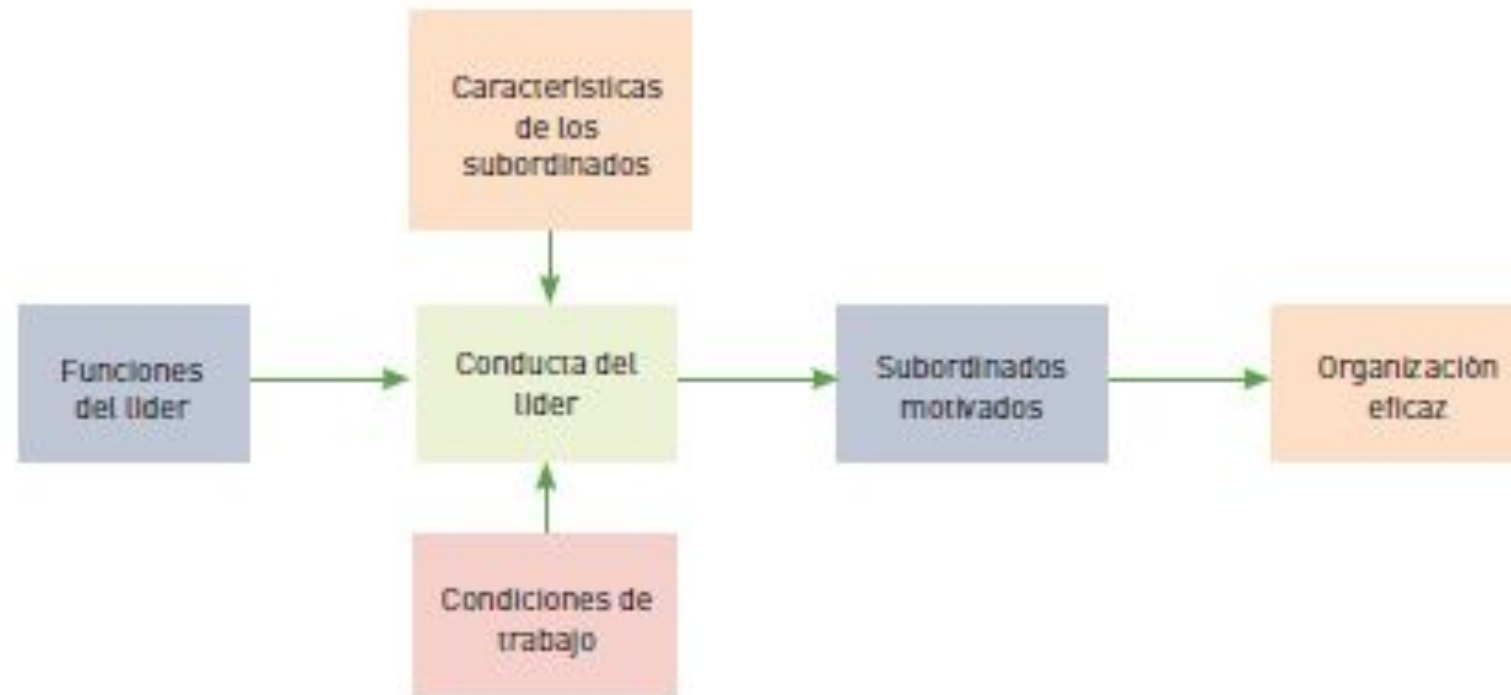 Características
de los
subordinados
Funciones
del líder
Conducta del
líder
Subordinados
motivados
Organización
eficaz
Condiciones de
trabajo